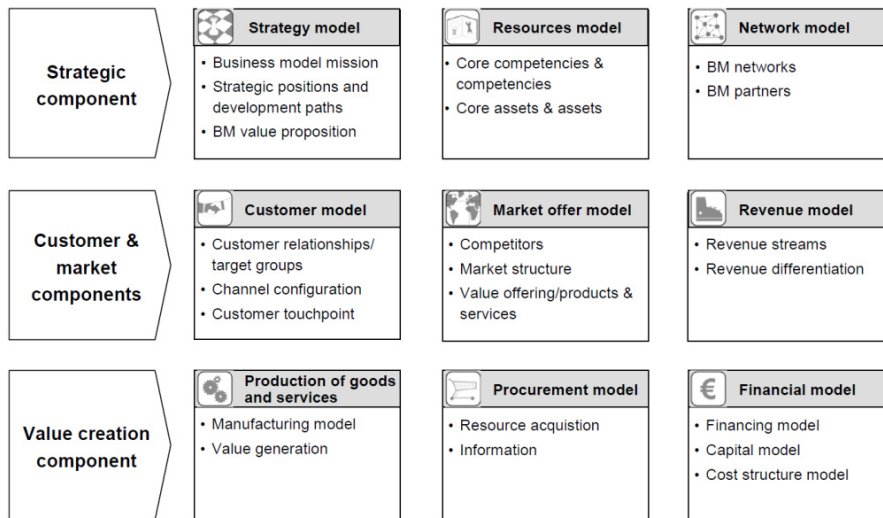 Strategic
component
Strategy model
• Business model mission
• Strategic positions and
development paths
• BM value proposition
Resources model
• Core competencies &
competencies
• Core assets & assets
Network model
• BM networks
• BM partners
Customer &
market
components
Customer model
• Customer relationships/
target groups
• Channel configuration
• Customer touchpoint
Market offer model
• Competitors
• Market structure
• Value offering/products &
services
Revenue model
• Revenue streams
• Revenue differentiation
Value creation
component
Production of goods
and services
• Manufacturing model
• Value generation
Procurement model
• Resource acquistion
• Information
€
Financial model
• Financing model
• Capital model
• Cost structure model